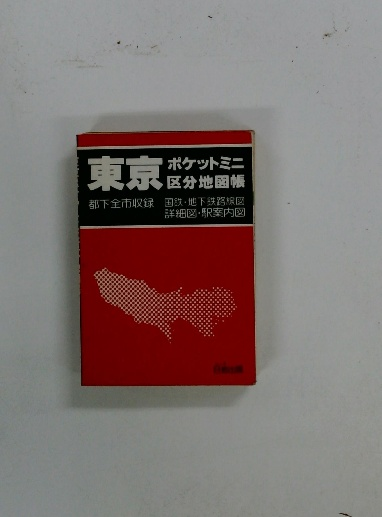 東京 ポケットミニ
区分地図帳
都下全市収録 国鉄・地下鉄路線図
詳細図・駅案内図